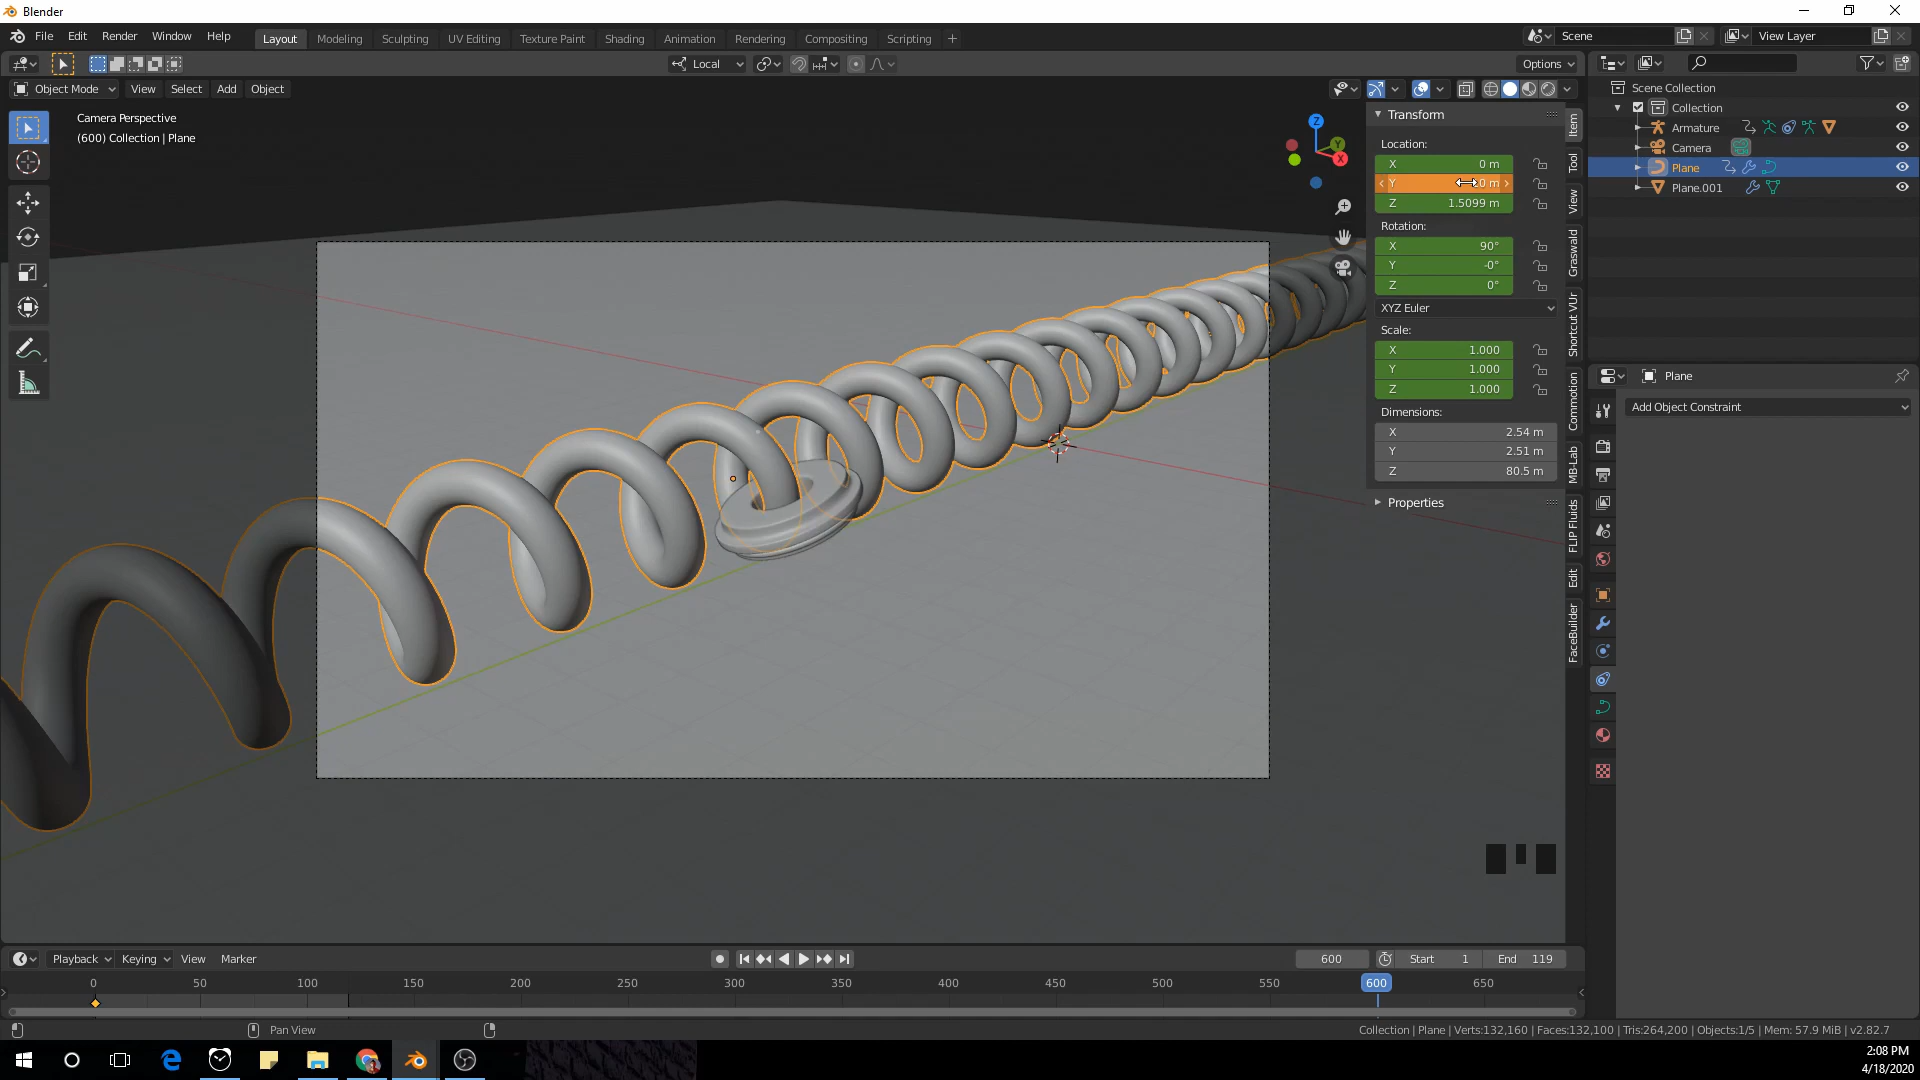 Blender
File Edit Render Window Help
Layout Modeling Sculpting UV Editing Texture Paint Shading Animation Rendering Compositing Scripting +
Scene
View Layer
Local
Options
Object Mode View Select Add Object
Camera Perspective
(600) Collection | Plane
Z
Y
X
Transform
Location:
X 0 m
Y 0 m
Z 1.5099 m
Rotation:
X 90°
Y -0°
Z 0°
XYZ Euler
Scale:
X 1.000
Y 1.000
Z 1.000
Dimensions:
X 2.54 m
Y 2.51 m
Z 80.5 m
Properties
Item
Tool
View
Graswald
Shortcut VUr
Commotion
MB-Lab
FLIP Fluids
Edit
FaceBuilder
Scene Collection
Collection
Armature
Camera
Plane
Plane.001
Plane
Add Object Constraint
Playback Keying View Marker
600 Start 1 End 119
0 50 100 150 200 250 300 350 400 450 500 550 600 650
Pan View
Collection | Plane | Verts:132,160 | Faces:132,100 | Tris:264,200 | Objects:1/5 | Mem: 57.9 MiB | v2.82.7
2:08 PM
4/18/2020